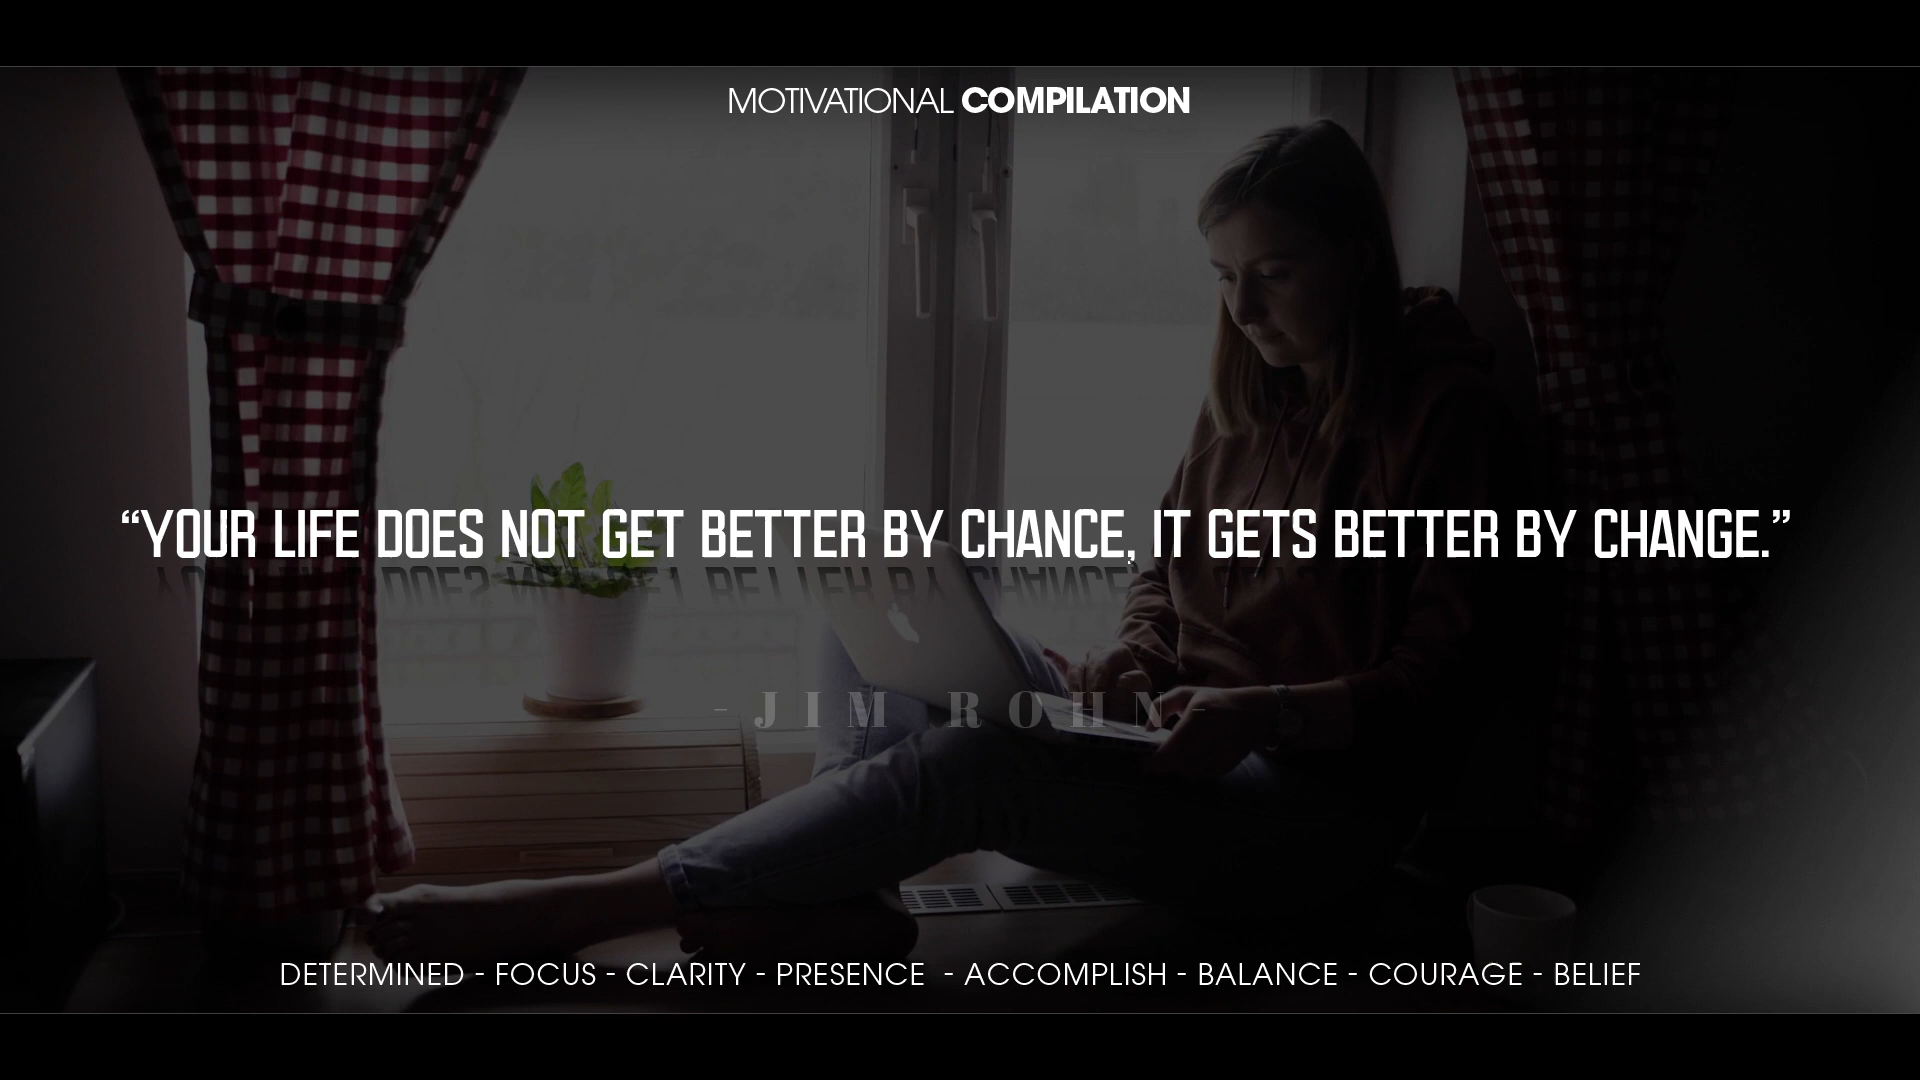 MOTIVATIONAL COMPILATION
“YOUR LIFE DOES NOT GET BETTER BY CHANCE, IT GETS BETTER BY CHANGE.”
- JIM ROHN -
DETERMINED - FOCUS - CLARITY - PRESENCE - ACCOMPLISH - BALANCE - COURAGE - BELIEF